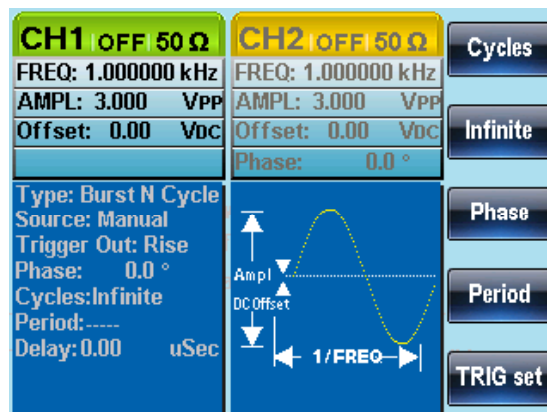 CH1 OFF 50 Ω
FREQ: 1.000000 kHz
AMPL: 3.000 VPP
Offset: 0.00 VDC
CH2 OFF 50 Ω
FREQ: 1.000000 kHz
AMPL: 3.000 VPP
Offset: 0.00 VDC
Phase: 0.0 °
Type: Burst N Cycle
Source: Manual
Trigger Out: Rise
Phase: 0.0 °
Cycles:Infinite
Period:-----
Delay:0.00 uSec
Ampl
DC Offset
1/FREQ
Cycles
Infinite
Phase
Period
TRIG set